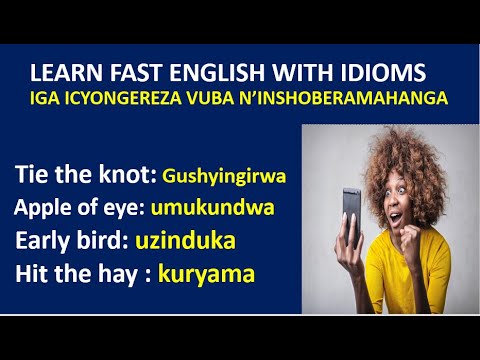 LEARN FAST ENGLISH WITH IDIOMS
IGA ICYONGEREZA VUBA N’INSHOBERAMAHANGA
Tie the knot: Gushyingirwa
Apple of eye: umukundwa
Early bird: uzinduka
Hit the hay : kuryama